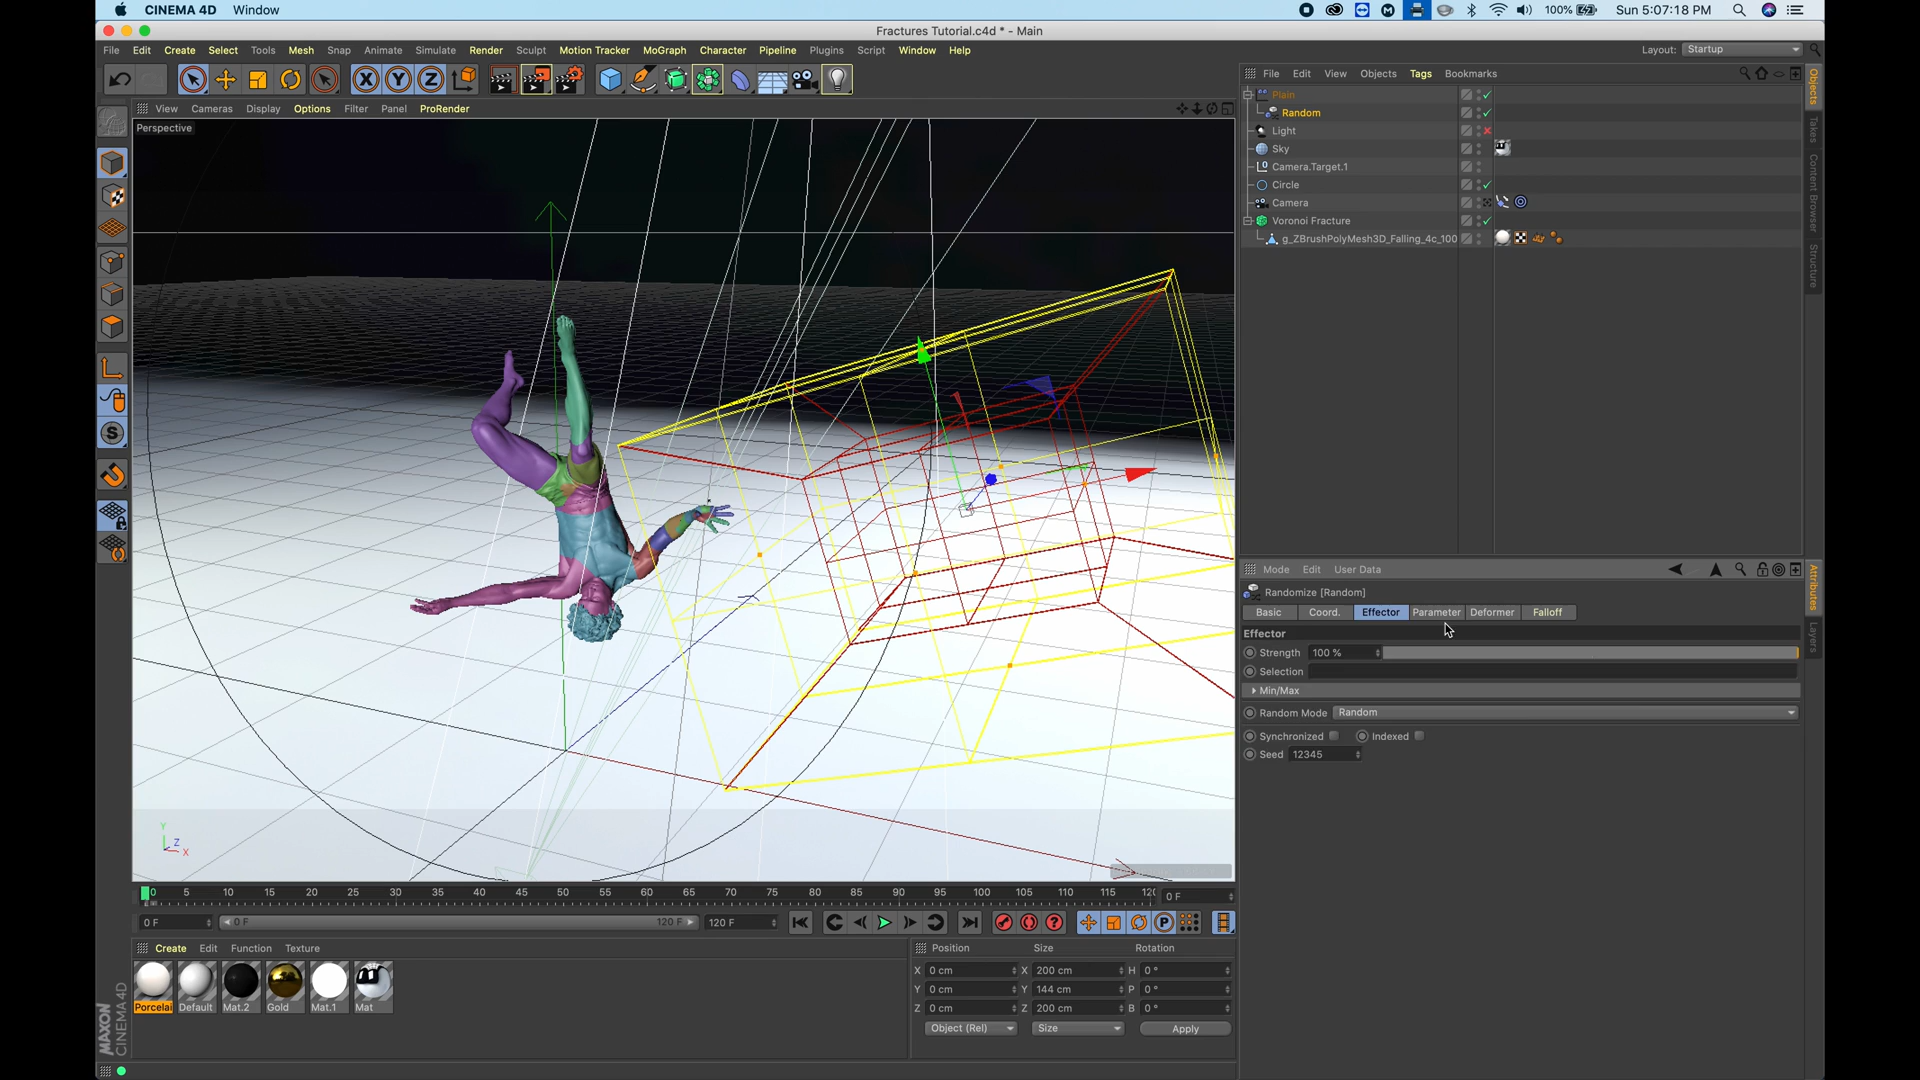 CINEMA 4D Window
100% Sun 5:07:18 PM
Fractures Tutorial.c4d * - Main
File Edit Create Select Tools Mesh Snap Animate Simulate Render Sculpt Motion Tracker MoGraph Character Pipeline Plugins Script Window Help
Layout: Startup
File Edit View Objects Tags Bookmarks
View Cameras Display Options Filter Panel ProRender
Perspective
Plain
Random
Light
Sky
Camera.Target.1
Circle
Camera
Voronoi Fracture
g_ZBrushPolyMesh3D_Falling_4c_100
Objects
Takes
Content Browser
Structure
Mode Edit User Data
Randomize [Random]
Basic Coord. Effector Parameter Deformer Falloff
Effector
Strength 100 %
Selection
Min/Max
Random Mode Random
Synchronized Indexed
Seed 12345
Attributes
Layers
Y
Z
X
0 5 10 15 20 25 30 35 40 45 50 55 60 65 70 75 80 85 90 95 100 105 110 115 120 0 F
0 F 0 F 120 F 120 F
Create Edit Function Texture
Porcelai Default Mat.2 Gold Mat.1 Mat
Position Size Rotation
X 0 cm X 200 cm H 0 °
Y 0 cm Y 144 cm P 0 °
Z 0 cm Z 200 cm B 0 °
Object (Rel) Size Apply
MAXON
CINEMA 4D